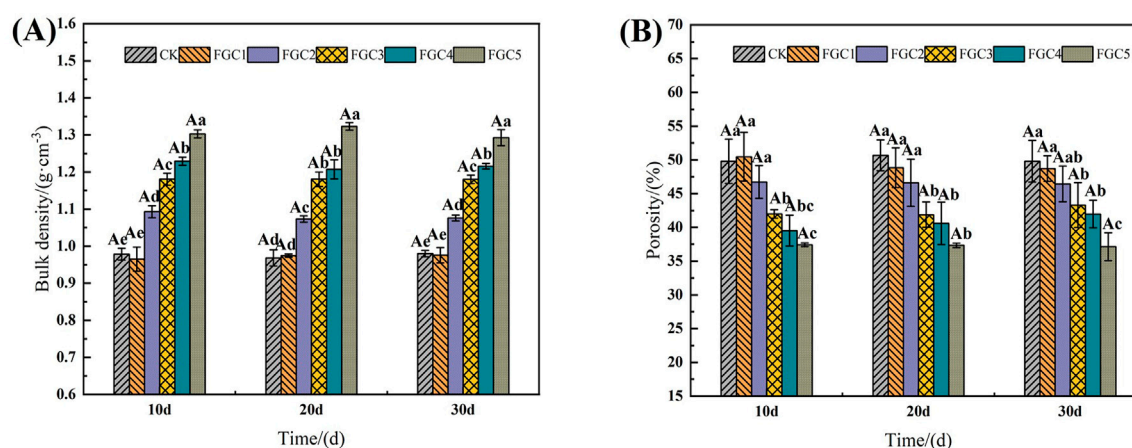 (A)
1.6
1.5
1.4
1.3
1.2
1.1
1.0
0.9
0.8
0.7
0.6
Bulk density/(g·cm⁻³)
CK FGC1 FGC2 FGC3 FGC4 FGC5
Ae Ae Ad Ac Ab Aa
Ad Ad Ac Ab Ab Aa
Ae Ae Ad Ac Ab Aa
10d 20d 30d
Time/(d)
(B)
70
65
60
55
50
45
40
35
30
25
20
15
Porosity/(%)
CK FGC1 FGC2 FGC3 FGC4 FGC5
Aa Aa Aa Ab Abc Ac
Aa Aa Aa Ab Ab Ab
Aa Aa Aab Ab Ab Ac
10d 20d 30d
Time/(d)